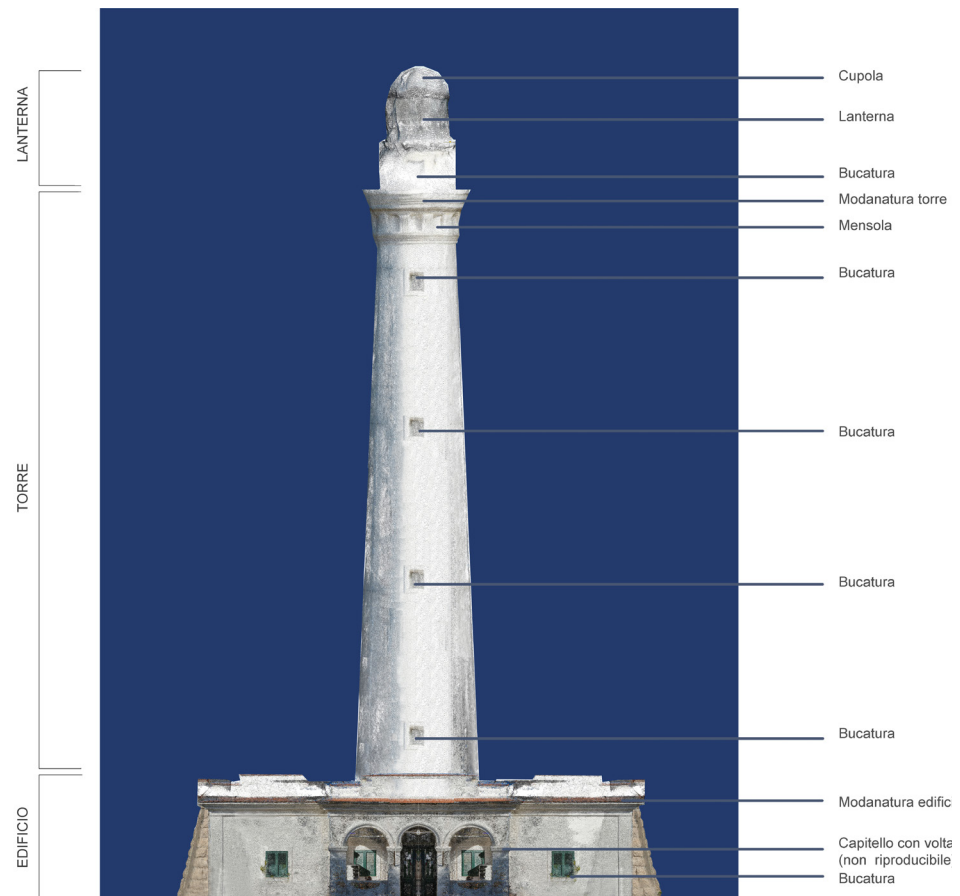 LANTERNA
TORRE
EDIFICIO
Cupola
Lanterna
Bucatura
Modanatura torre
Mensola
Bucatura
Bucatura
Bucatura
Bucatura
Modanatura edific
Capitello con volta
(non riproducibile
Bucatura